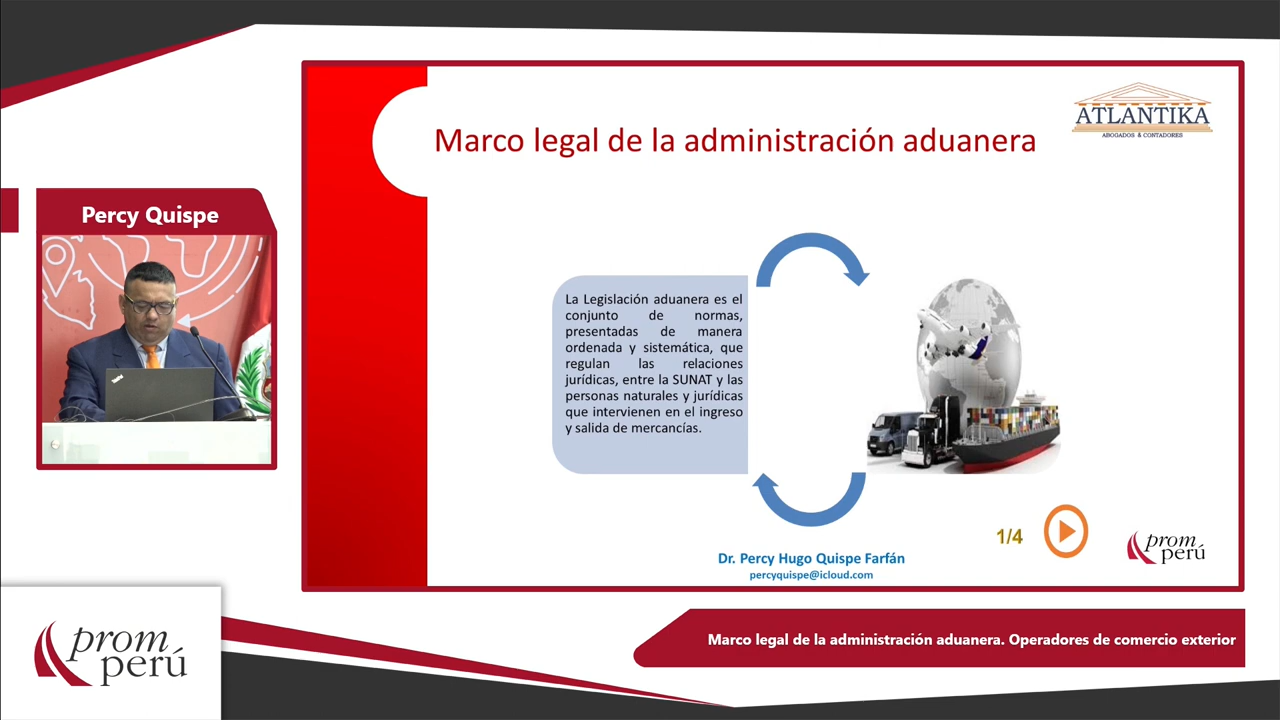 Percy Quispe
ATLANTIKA
ABOGADOS & CONTADORES
Marco legal de la administración aduanera
La Legislación aduanera es el
conjunto de normas,
presentadas de manera
ordenada y sistemática, que
regulan las relaciones
jurídicas, entre la SUNAT y las
personas naturales y jurídicas
que intervienen en el ingreso
y salida de mercancías.
1/4
prom
perú
Dr. Percy Hugo Quispe Farfán
percyquispe@icloud.com
Marco legal de la administración aduanera. Operadores de comercio exterior
prom
perú